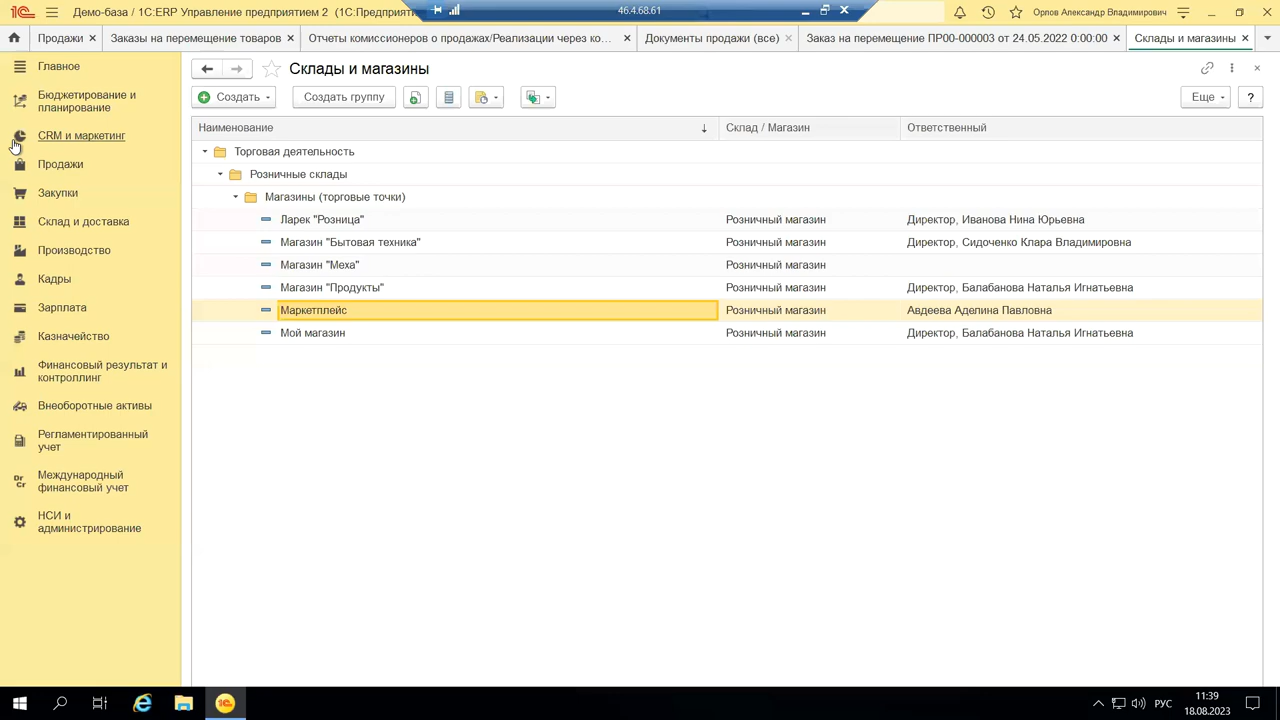 Демо-база / 1С:ERP Управление предприятием 2 (1С:Предприяти
46.4.68.61
Орлов Александр Владимирович
Продажи
Заказы на перемещение товаров
Отчеты комиссионеров о продажах/Реализации через ко...
Документы продажи (все)
Заказ на перемещение ПР00-000003 от 24.05.2022 0:00:00
Склады и магазины
Главное
Бюджетирование и
планирование
CRM и маркетинг
Продажи
Закупки
Склад и доставка
Производство
Кадры
Зарплата
Казначейство
Финансовый результат и
контроллинг
Внеоборотные активы
Регламентированный
учет
Международный
финансовый учет
НСИ и
администрирование
Склады и магазины
Создать
Создать группу
Еще
?
Наименование
Склад / Магазин
Ответственный
Торговая деятельность
Розничные склады
Магазины (торговые точки)
Ларек "Розница" Розничный магазин Директор, Иванова Нина Юрьевна
Магазин "Бытовая техника" Розничный магазин Директор, Сидоченко Клара Владимировна
Магазин "Меха" Розничный магазин
Магазин "Продукты" Розничный магазин Директор, Балабанова Наталья Игнатьевна
Маркетплейс Розничный магазин Авдеева Аделина Павловна
Мой магазин Розничный магазин Директор, Балабанова Наталья Игнатьевна
РУС
11:39
18.08.2023